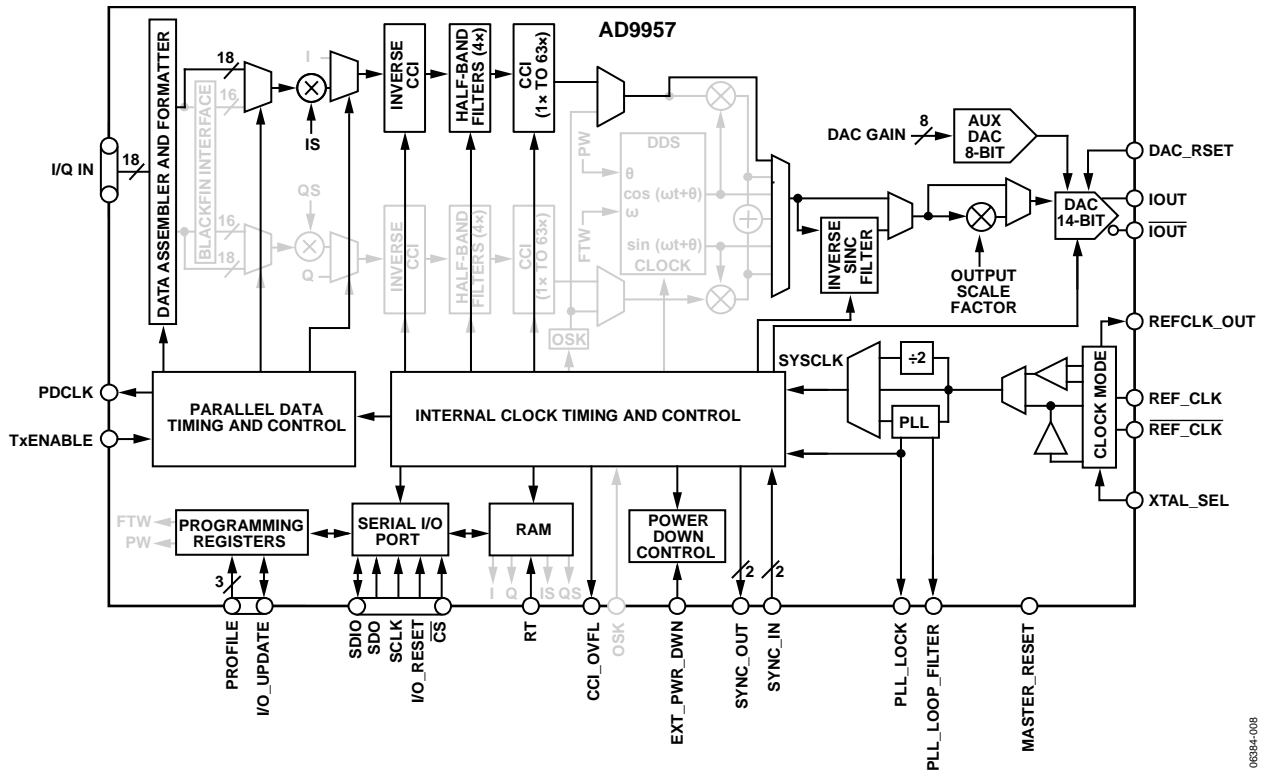 AD9957
I/Q IN
18
DATA ASSEMBLER AND FORMATTER
BLACKFIN INTERFACE
18
16
16
18
IS
QS
I
Q
INVERSE
CCI
HALF-BAND
FILTERS (4×)
CCI
(1× TO 63×)
INVERSE
CCI
HALF-BAND
FILTERS (4×)
CCI
(1× TO 63×)
OSK
PW
FTW
DDS
θ
cos (ωt+θ)
ω
sin (ωt+θ)
CLOCK
INVERSE
SINC
FILTER
OUTPUT
SCALE
FACTOR
DAC GAIN
8
AUX
DAC
8-BIT
DAC
14-BIT
DAC_RSET
IOUT
IOUT
REFCLK_OUT
REF_CLK
REF_CLK
XTAL_SEL
CLOCK MODE
SYSCLK
÷2
PLL
PDCLK
TxENABLE
PARALLEL DATA
TIMING AND CONTROL
INTERNAL CLOCK TIMING AND CONTROL
FTW
PW
PROGRAMMING
REGISTERS
SERIAL I/O
PORT
RAM
POWER
DOWN
CONTROL
3
I
Q
IS
QS
2
2
PROFILE
I/O_UPDATE
SDIO
SDO
SCLK
I/O_RESET
CS
RT
CCI_OVFL
OSK
EXT_PWR_DWN
SYNC_OUT
SYNC_IN
PLL_LOCK
PLL_LOOP_FILTER
MASTER_RESET
06384-008